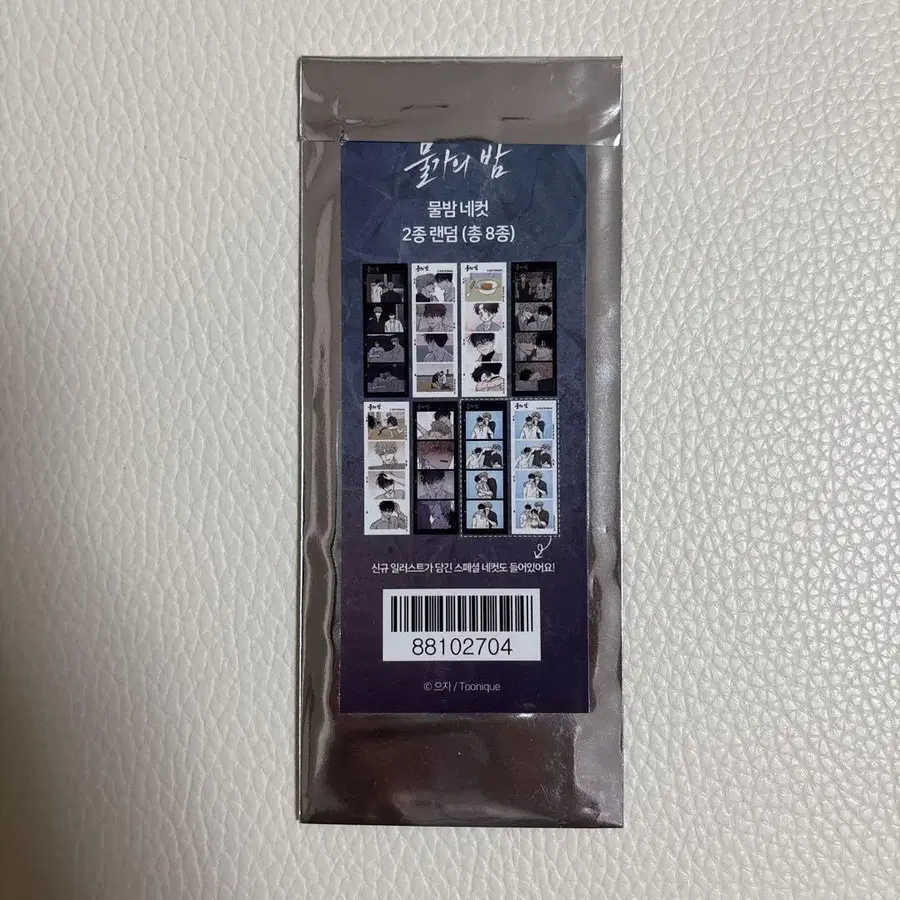 물가의 밤
물밤 네컷
2종 랜덤 (총 8종)
신규 일러스트가 담긴 스페셜 네컷도 들어있어요!
88102704
© 으자 / Toonique